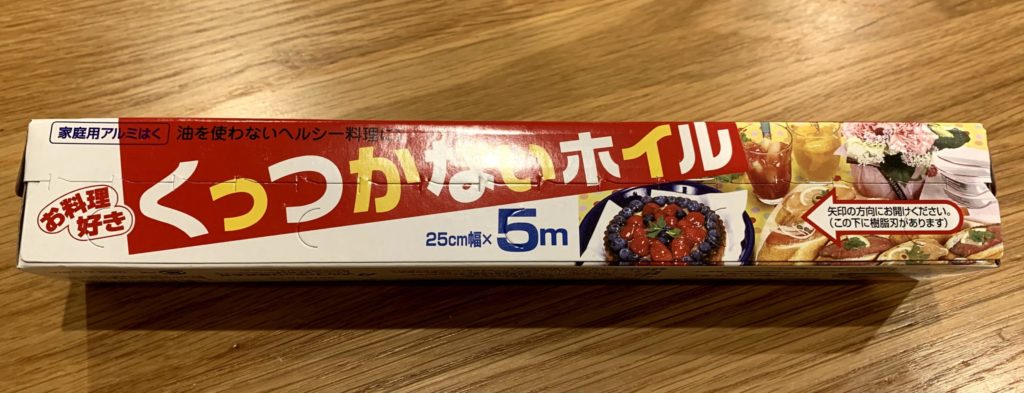 家庭用アルミはく
油を使わないヘルシー料理に
くっつかないホイル
お料理
好き
25cm幅×5m
矢印の方向にお開けください。
(この下に樹脂刃があります)